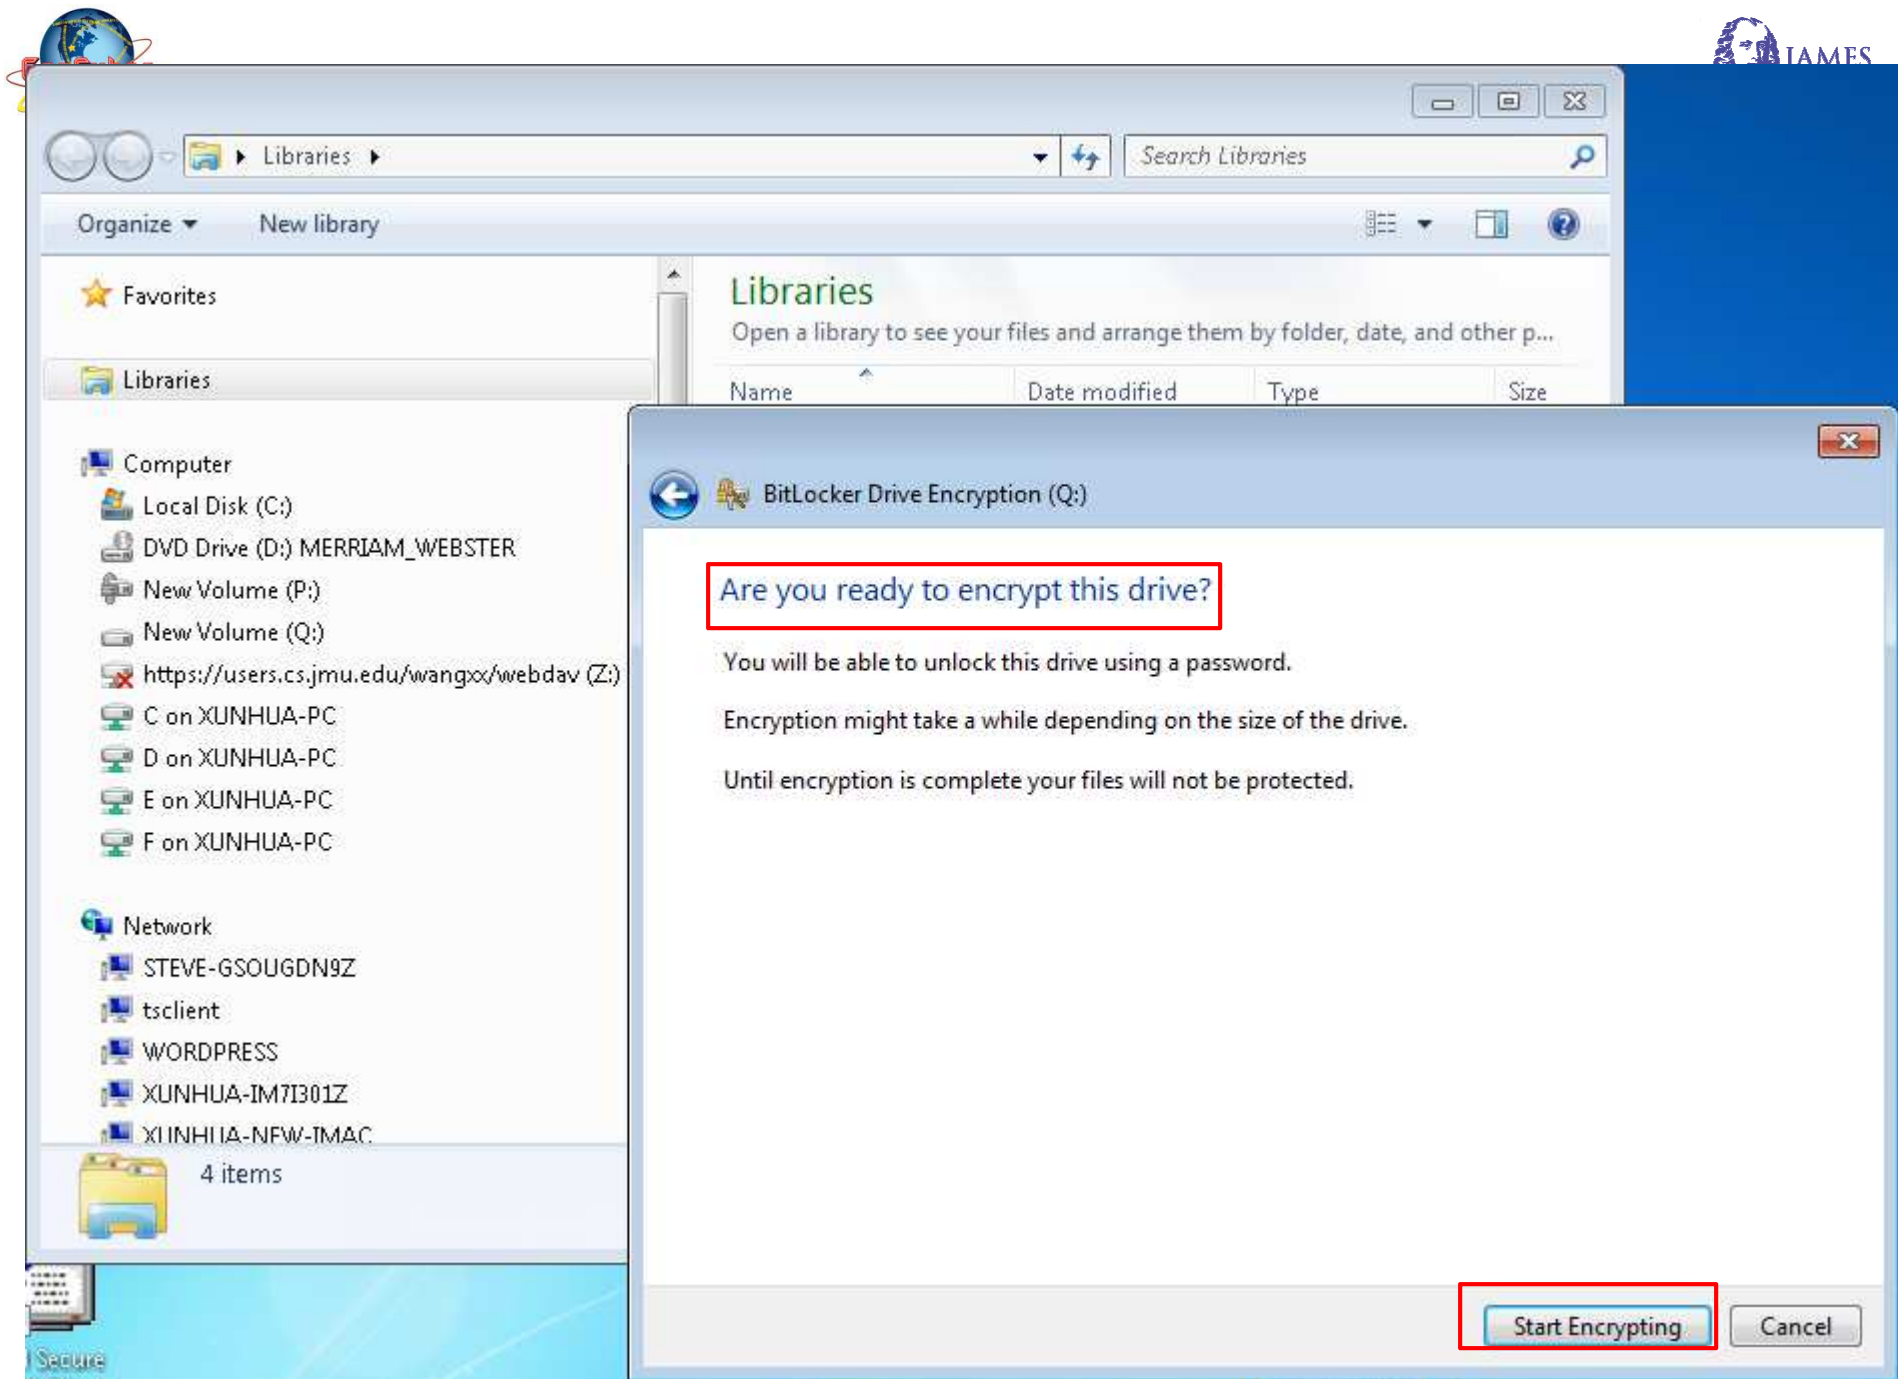 JAMES
Libraries
Search Libraries
Organize
New library
Favorites
Libraries
Computer
Local Disk (C:)
DVD Drive (D:) MERRIAM_WEBSTER
New Volume (P:)
New Volume (Q:)
https://users.cs.jmu.edu/wangxx/webdav (Z:)
C on XUNHUA-PC
D on XUNHUA-PC
E on XUNHUA-PC
F on XUNHUA-PC
Network
STEVE-GSOUGDN9Z
tsclient
WORDPRESS
XUNHUA-IM7I301Z
XUNHUA-NEW-IMAC
4 items
Libraries
Open a library to see your files and arrange them by folder, date, and other p...
Name Date modified Type Size
BitLocker Drive Encryption (Q:)
Are you ready to encrypt this drive?
You will be able to unlock this drive using a password.
Encryption might take a while depending on the size of the drive.
Until encryption is complete your files will not be protected.
Start Encrypting
Cancel
Secure